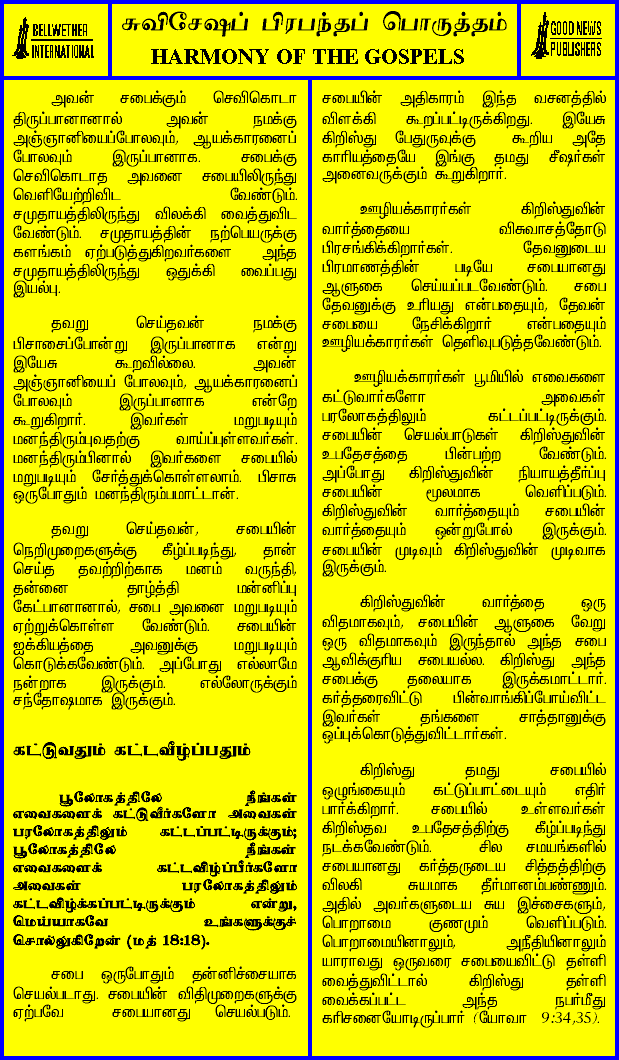 BELLWETHER
INTERNATIONAL
சுவிசேஷப் பிரபந்தப் பொருத்தம்
HARMONY OF THE GOSPELS
GOOD NEWS
PUBLISHERS
அவன் சபைக்கும் செவிகொடா
திருப்பானானால் அவன் நமக்கு
அஞ்ஞானியைப்போலவும், ஆயக்காரனைப்
போலவும் இருப்பானாக. சபைக்கு
செவிகொடாத அவனை சபையிலிருந்து
வெளியேற்றிவிட வேண்டும்.
சமுதாயத்திலிருந்து விலக்கி வைத்துவிட
வேண்டும். சமுதாயத்தின் நற்பெயருக்கு
களங்கம் ஏற்படுத்துகிறவர்களை அந்த
சமுதாயத்திலிருந்து ஒதுக்கி வைப்பது
இயல்பு.
தவறு செய்தவன் நமக்கு
பிசாசைப்போன்று இருப்பானாக என்று
இயேசு கூறவில்லை. அவன்
அஞ்ஞானியைப் போலவும், ஆயக்காரனைப்
போலவும் இருப்பானாக என்றே
கூறுகிறார். இவர்கள் மறுபடியும்
மனந்திரும்புவதற்கு வாய்ப்புள்ளவர்கள்.
மனந்திரும்பினால் இவர்களை சபையில்
மறுபடியும் சேர்த்துக்கொள்ளலாம். பிசாசு
ஒருபோதும் மனந்திரும்பமாட்டான்.
தவறு செய்தவன், சபையின்
நெறிமுறைகளுக்கு கீழ்ப்படிந்து, தான்
செய்த தவற்றிற்காக மனம் வருந்தி,
தன்னை தாழ்த்தி மன்னிப்பு
கேட்பானானால், சபை அவனை மறுபடியும்
ஏற்றுக்கொள்ள வேண்டும். சபையின்
ஐக்கியத்தை அவனுக்கு மறுபடியும்
கொடுக்கவேண்டும். அப்போது எல்லாமே
நன்றாக இருக்கும். எல்லோருக்கும்
சந்தோஷமாக இருக்கும்.
கட்டுவதும் கட்டவீழ்ப்பதும்
பூலோகத்திலே நீங்கள்
எவைகளைக் கட்டுவீர்களோ அவைகள்
பரலோகத்திலும் கட்டப்பட்டிருக்கும்;
பூலோகத்திலே நீங்கள்
எவைகளைக் கட்டவிழ்ப்பீர்களோ
அவைகள் பரலோகத்திலும்
கட்டவிழ்க்கப்பட்டிருக்கும் என்று,
மெய்யாகவே உங்களுக்குச்
சொல்லுகிறேன் (மத் 18:18).
சபை ஒருபோதும் தன்னிச்சையாக
செயல்படாது. சபையின் விதிமுறைகளுக்கு
ஏற்பவே சபையானது செயல்படும்.
சபையின் அதிகாரம் இந்த வசனத்தில்
விளக்கி கூறப்பட்டிருக்கிறது. இயேசு
கிறிஸ்து பேதுருவுக்கு கூறிய அதே
காரியத்தையே இங்கு தமது சீஷர்கள்
அனைவருக்கும் கூறுகிறார்.
ஊழியக்காரர்கள் கிறிஸ்துவின்
வார்த்தையை விசுவாசத்தோடு
பிரசங்கிக்கிறார்கள். தேவனுடைய
பிரமாணத்தின் படியே சபையானது
ஆளுகை செய்யப்படவேண்டும். சபை
தேவனுக்கு உரியது என்பதையும், தேவன்
சபையை நேசிக்கிறார் என்பதையும்
ஊழியக்காரர்கள் தெளிவுபடுத்தவேண்டும்.
ஊழியக்காரர்கள் பூமியில் எவைகளை
கட்டுவார்களோ அவைகள்
பரலோகத்திலும் கட்டப்பட்டிருக்கும்.
சபையின் செயல்பாடுகள் கிறிஸ்துவின்
உபதேசத்தை பின்பற்ற வேண்டும்.
அப்போது கிறிஸ்துவின் நியாயத்தீர்ப்பு
சபையின் மூலமாக வெளிப்படும்.
கிறிஸ்துவின் வார்த்தையும் சபையின்
வார்த்தையும் ஒன்றுபோல் இருக்கும்.
சபையின் முடிவும் கிறிஸ்துவின் முடிவாக
இருக்கும்.
கிறிஸ்துவின் வார்த்தை ஒரு
விதமாகவும், சபையின் ஆளுகை வேறு
ஒரு விதமாகவும் இருந்தால் அந்த சபை
ஆவிக்குரிய சபையல்ல. கிறிஸ்து அந்த
சபைக்கு தலையாக இருக்கமாட்டார்.
கர்த்தரைவிட்டு பின்வாங்கிப்போய்விட்ட
இவர்கள் தங்களை சாத்தானுக்கு
ஒப்புக்கொடுத்துவிட்டார்கள்.
கிறிஸ்து தமது சபையில்
ஒழுங்கையும் கட்டுப்பாட்டையும் எதிர்
பார்க்கிறார். சபையில் உள்ளவர்கள்
கிறிஸ்தவ உபதேசத்திற்கு கீழ்ப்படிந்து
நடக்கவேண்டும். சில சமயங்களில்
சபையானது கர்த்தருடைய சித்தத்திற்கு
விலகி சுயமாக தீர்மானம்பண்ணும்.
அதில் அவர்களுடைய சுய இச்சைகளும்,
பொறாமை குணமும் வெளிப்படும்.
பொறாமையினாலும், அநீதியினாலும்
யாராவது ஒருவரை சபையைவிட்டு தள்ளி
வைத்துவிட்டால் கிறிஸ்து தள்ளி
வைக்கப்பட்ட அந்த நபர்மீது
கரிசனையோடிருப்பார் (யோவா 9:34,35).